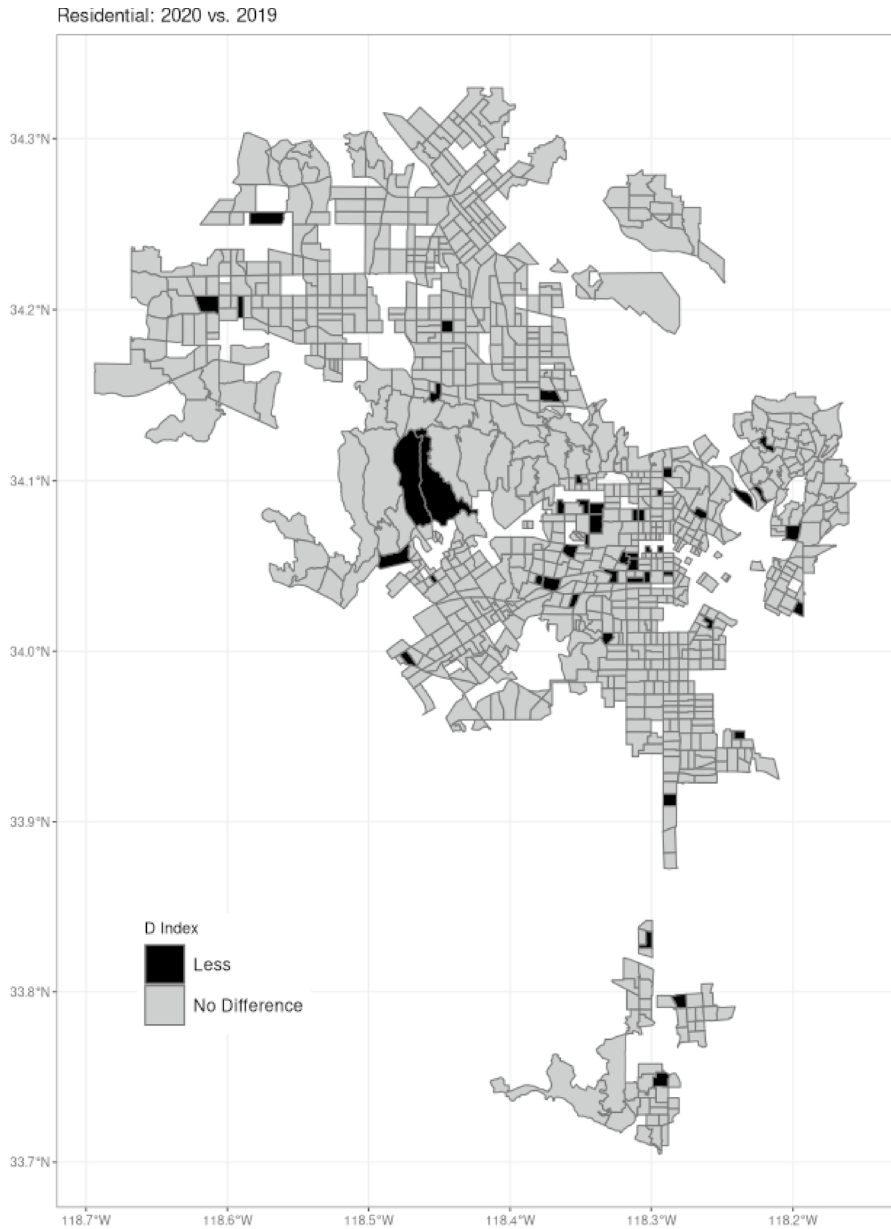 Residential: 2020 vs. 2019
34.3°N
34.2°N
34.1°N
34.0°N
33.9°N
33.8°N
33.7°N
D Index
Less
No Difference
118.7°W 118.6°W 118.5°W 118.4°W 118.3°W 118.2°W